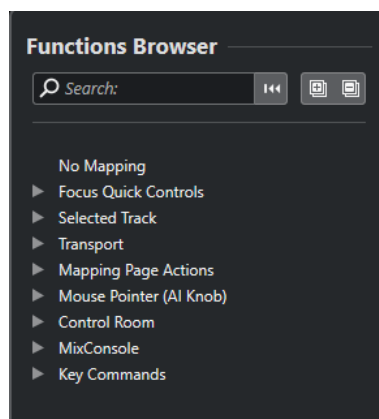 Functions Browser
Search:
No Mapping
Focus Quick Controls
Selected Track
Transport
Mapping Page Actions
Mouse Pointer (AI Knob)
Control Room
MixConsole
Key Commands